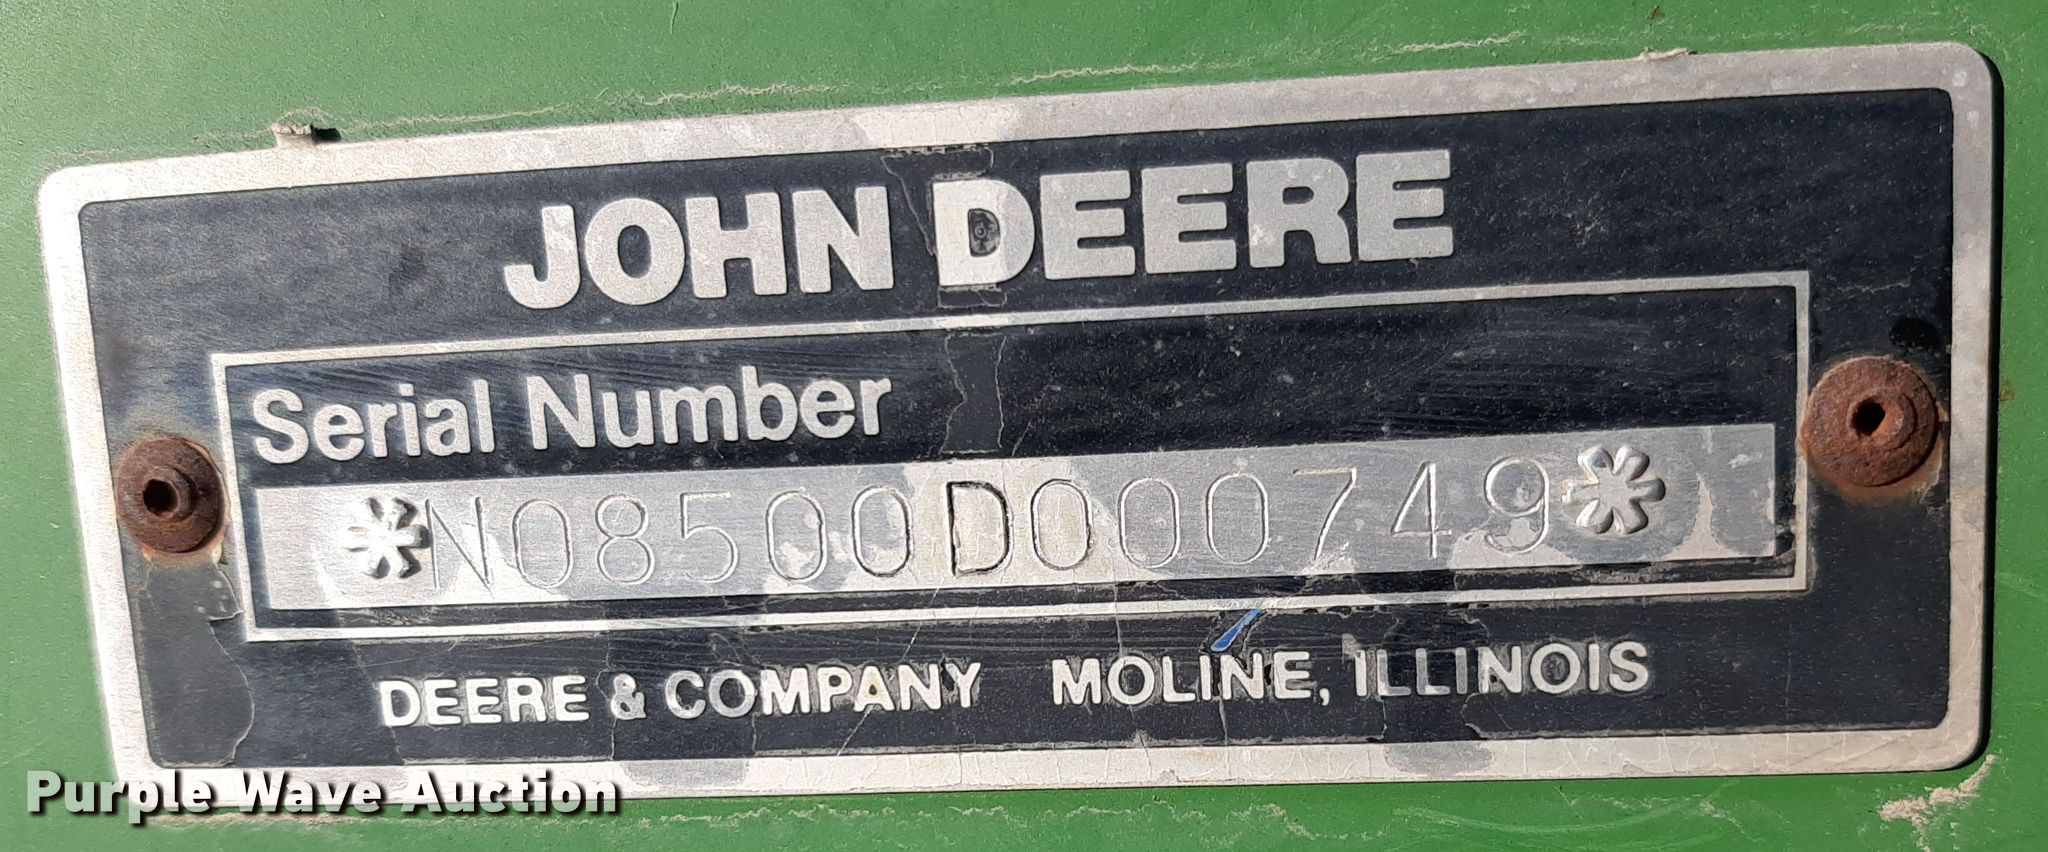 JOHN DEERE
Serial Number
*N08500D000749*
DEERE & COMPANY MOLINE, ILLINOIS
Purple Wave Auction